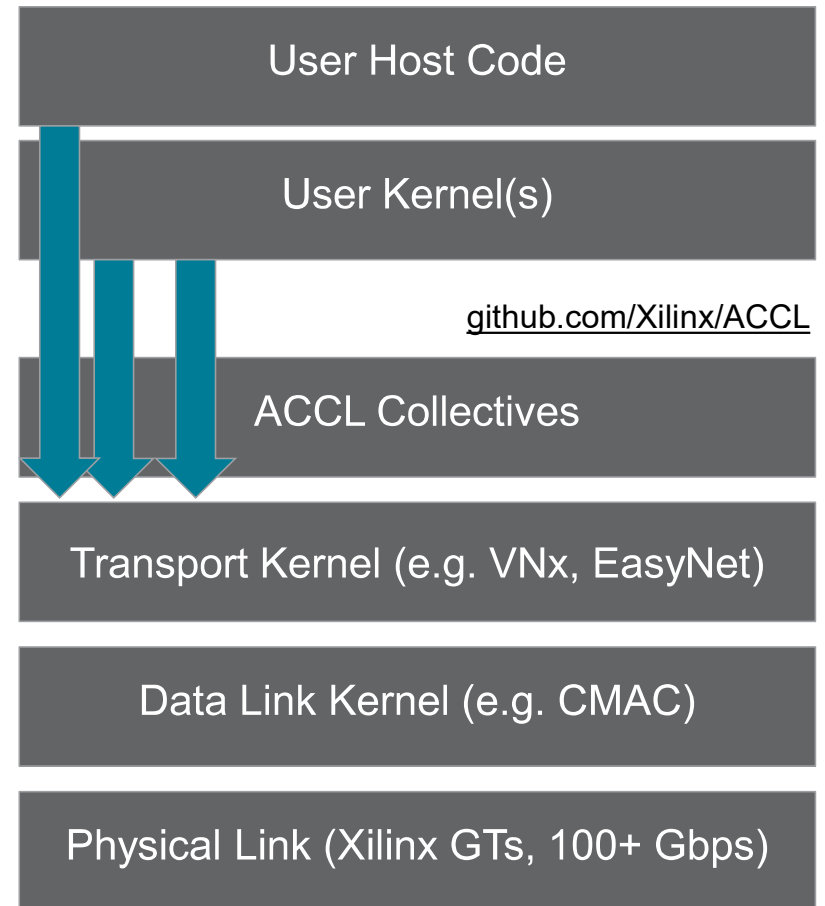 User Host Code
User Kernel(s)
github.com/Xilinx/ACCL
ACCL Collectives
Transport Kernel (e.g. VNx, EasyNet)
Data Link Kernel (e.g. CMAC)
Physical Link (Xilinx GTs, 100+ Gbps)